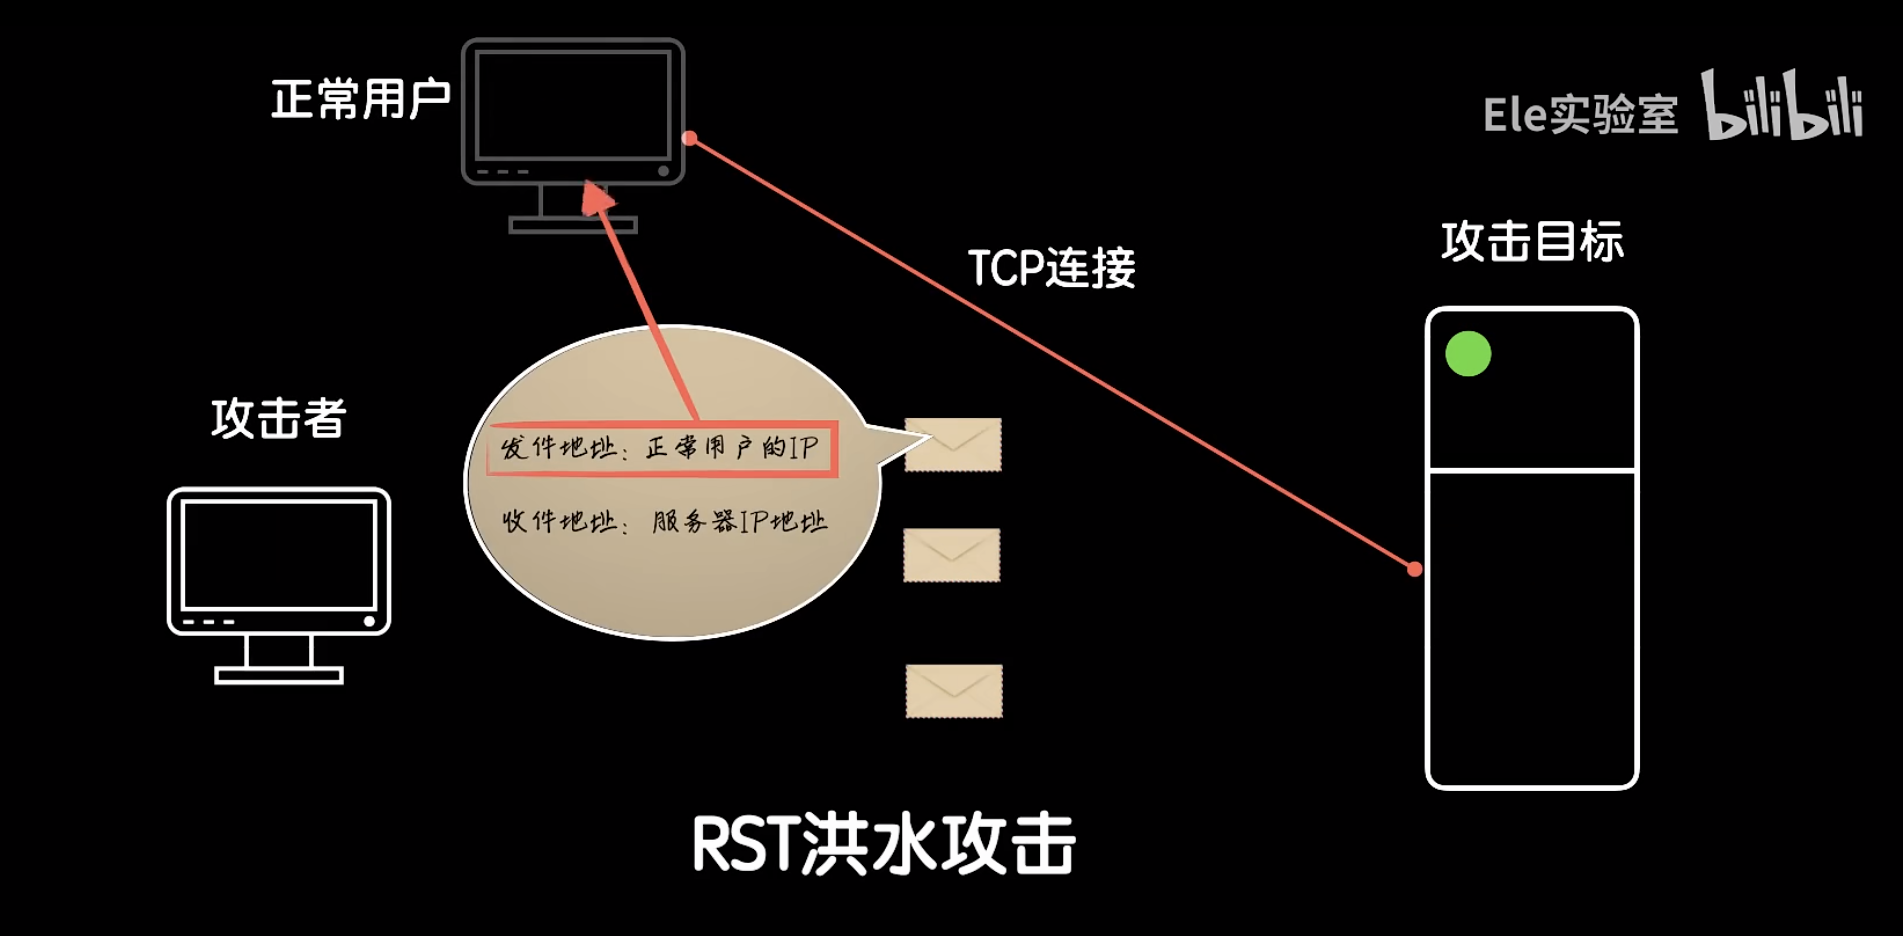 正常用户
Ele实验室 bilibili
攻击目标
TCP连接
攻击者
发件地址：正常用户的IP
收件地址：服务器IP地址
RST洪水攻击